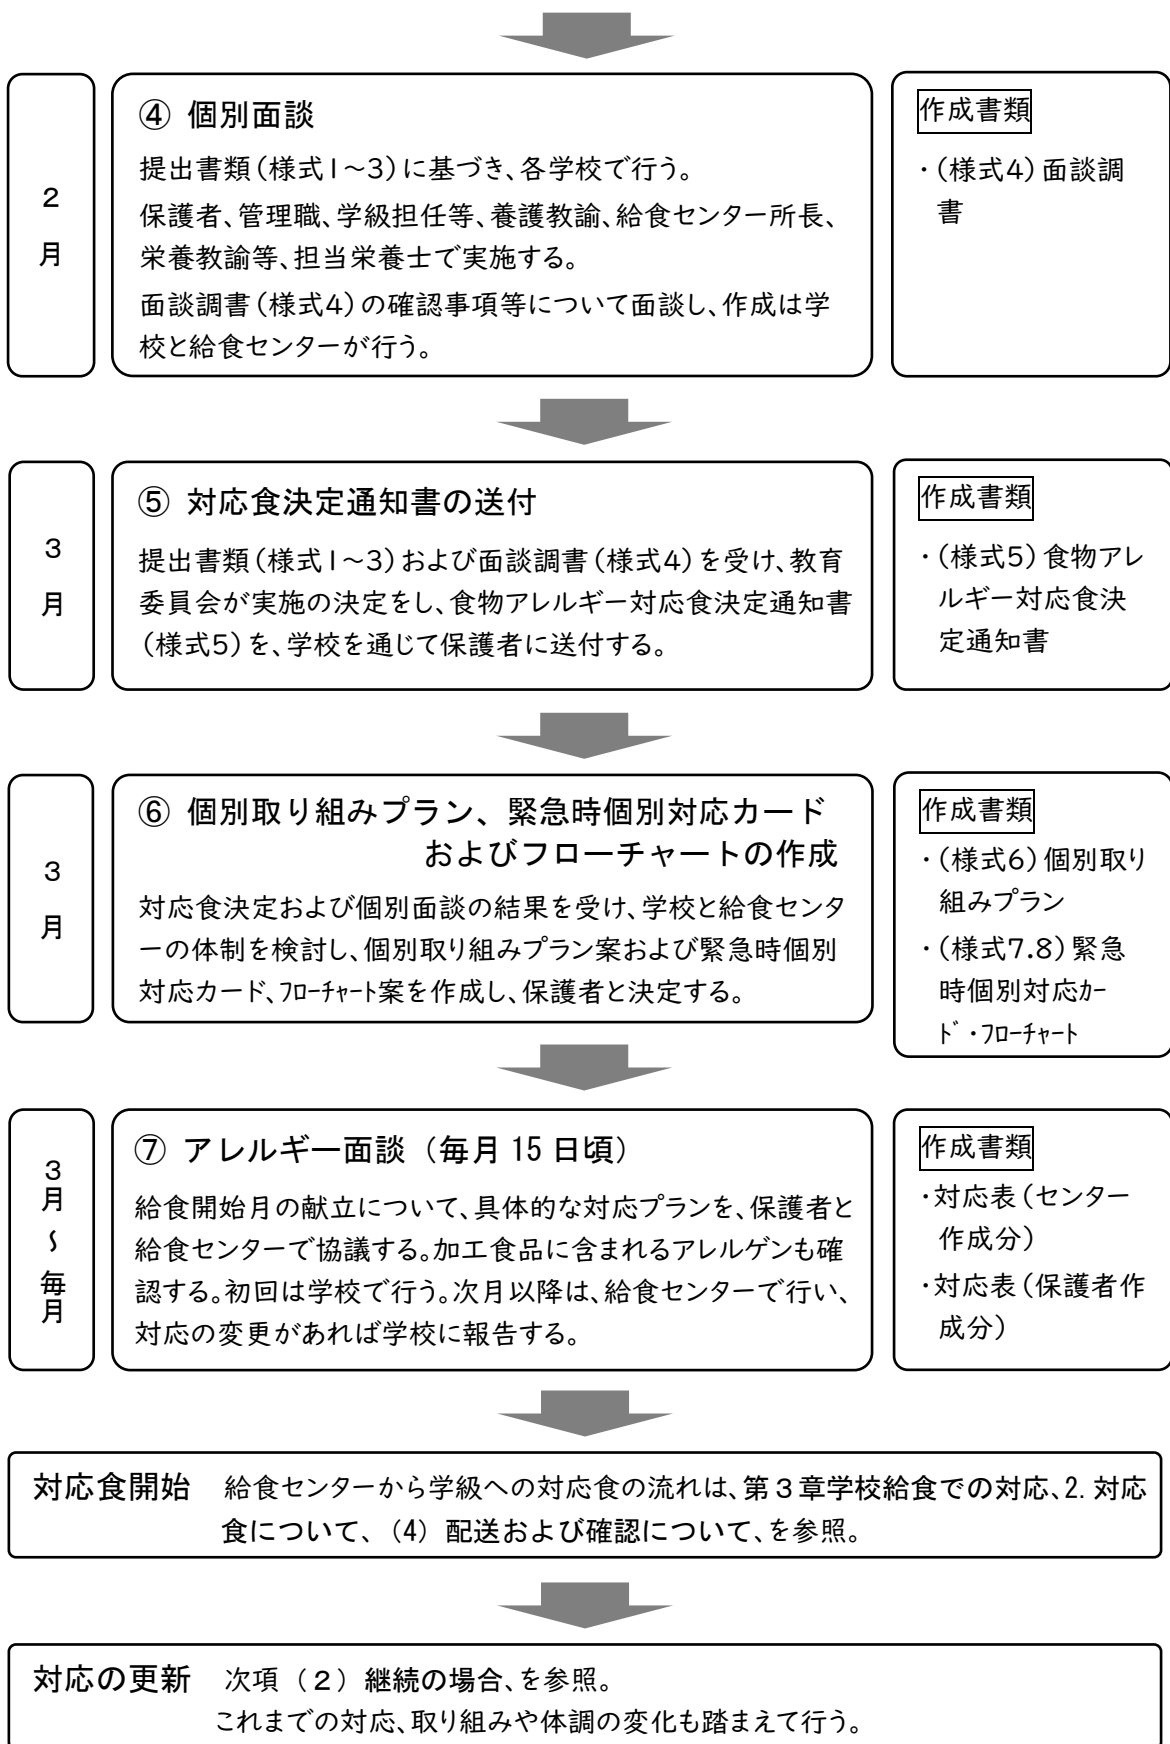 2
月
④ 個別面談
提出書類(様式1~3)に基づき、各学校で行う。
保護者、管理職、学級担任等、養護教諭、給食センター所長、
栄養教諭等、担当栄養士で実施する。
面談調書(様式4)の確認事項等について面談し、作成は学
校と給食センターが行う。
作成書類
・(様式4)面談調
書
3
月
⑤ 対応食決定通知書の送付
提出書類(様式1~3)および面談調書(様式4)を受け、教育
委員会が実施の決定をし、食物アレルギー対応食決定通知書
(様式5)を、学校を通じて保護者に送付する。
作成書類
・(様式5)食物アレ
ルギー対応食決
定通知書
3
月
⑥ 個別取り組みプラン、緊急時個別対応カード
およびフローチャートの作成
対応食決定および個別面談の結果を受け、学校と給食センタ
ーの体制を検討し、個別取り組みプラン案および緊急時個別
対応カード、フローチャート案を作成し、保護者と決定する。
作成書類
・(様式6)個別取り
組みプラン
・(様式7.8)緊急
時個別対応カー
ド・フローチャート
3
月
~
毎
月
⑦ アレルギー面談(毎月15日頃)
給食開始月の献立について、具体的な対応プランを、保護者と
給食センターで協議する。加工食品に含まれるアレルゲンも確
認する。初回は学校で行う。次月以降は、給食センターで行い、
対応の変更があれば学校に報告する。
作成書類
・対応表(センター
作成分)
・対応表(保護者作
成分)
対応食開始 給食センターから学級への対応食の流れは、第3章学校給食での対応、2.対応
食について、(4)配送および確認について、を参照。
対応の更新 次項(2)継続の場合、を参照。
これまでの対応、取り組みや体調の変化も踏まえて行う。